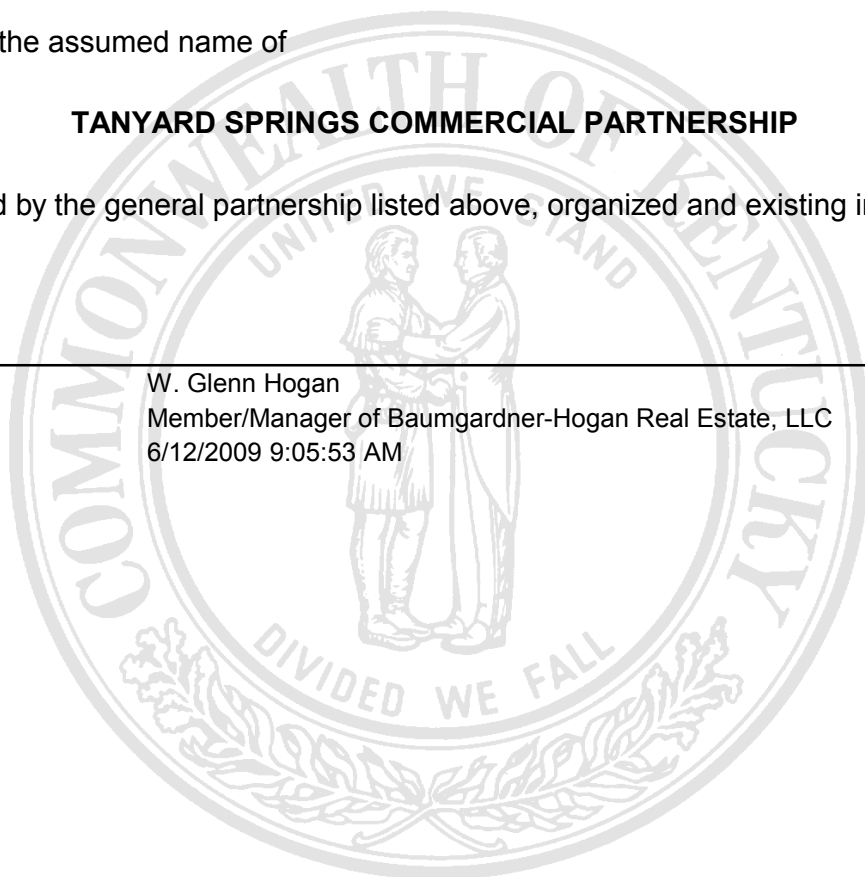 the assumed name of
TANYARD SPRINGS COMMERCIAL PARTNERSHIP
by the general partnership listed above, organized and existing
W. Glenn Hogan
Member/Manager of Baumgardner-Hogan Real Estate, LLC
6/12/2009 9:05:53 AM
COMMONWEALTH OF KENTUCKY
UNITED WE STAND
DIVIDED WE FALL